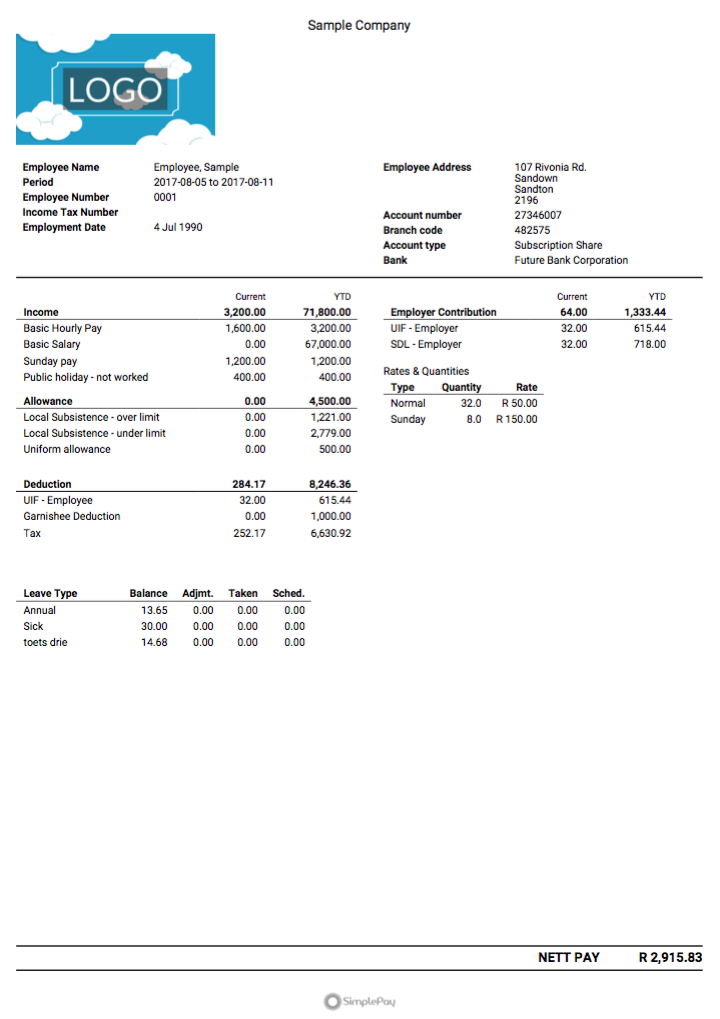 Sample Company
LOGO
Employee Name Employee, Sample
Period 2017-08-05 to 2017-08-11
Employee Number 0001
Income Tax Number
Employment Date 4 Jul 1990
Employee Address 107 Rivonia Rd.
Sandown
Sandton
2196
Account number 27346007
Branch code 482575
Account type Subscription Share
Bank Future Bank Corporation
Current YTD
Income 3,200.00 71,800.00
Basic Hourly Pay 1,600.00 3,200.00
Basic Salary 0.00 67,000.00
Sunday pay 1,200.00 1,200.00
Public holiday - not worked 400.00 400.00
Allowance 0.00 4,500.00
Local Subsistence - over limit 0.00 1,221.00
Local Subsistence - under limit 0.00 2,779.00
Uniform allowance 0.00 500.00
Deduction 284.17 8,246.36
UIF - Employee 32.00 615.44
Garnishee Deduction 0.00 1,000.00
Tax 252.17 6,630.92
Current YTD
Employer Contribution 64.00 1,333.44
UIF - Employer 32.00 615.44
SDL - Employer 32.00 718.00
Rates & Quantities
Type Quantity Rate
Normal 32.0 R 50.00
Sunday 8.0 R 150.00
Leave Type Balance Adjmt. Taken Sched.
Annual 13.65 0.00 0.00 0.00
Sick 30.00 0.00 0.00 0.00
toets drie 14.68 0.00 0.00 0.00
NETT PAY R 2,915.83
SimplePay